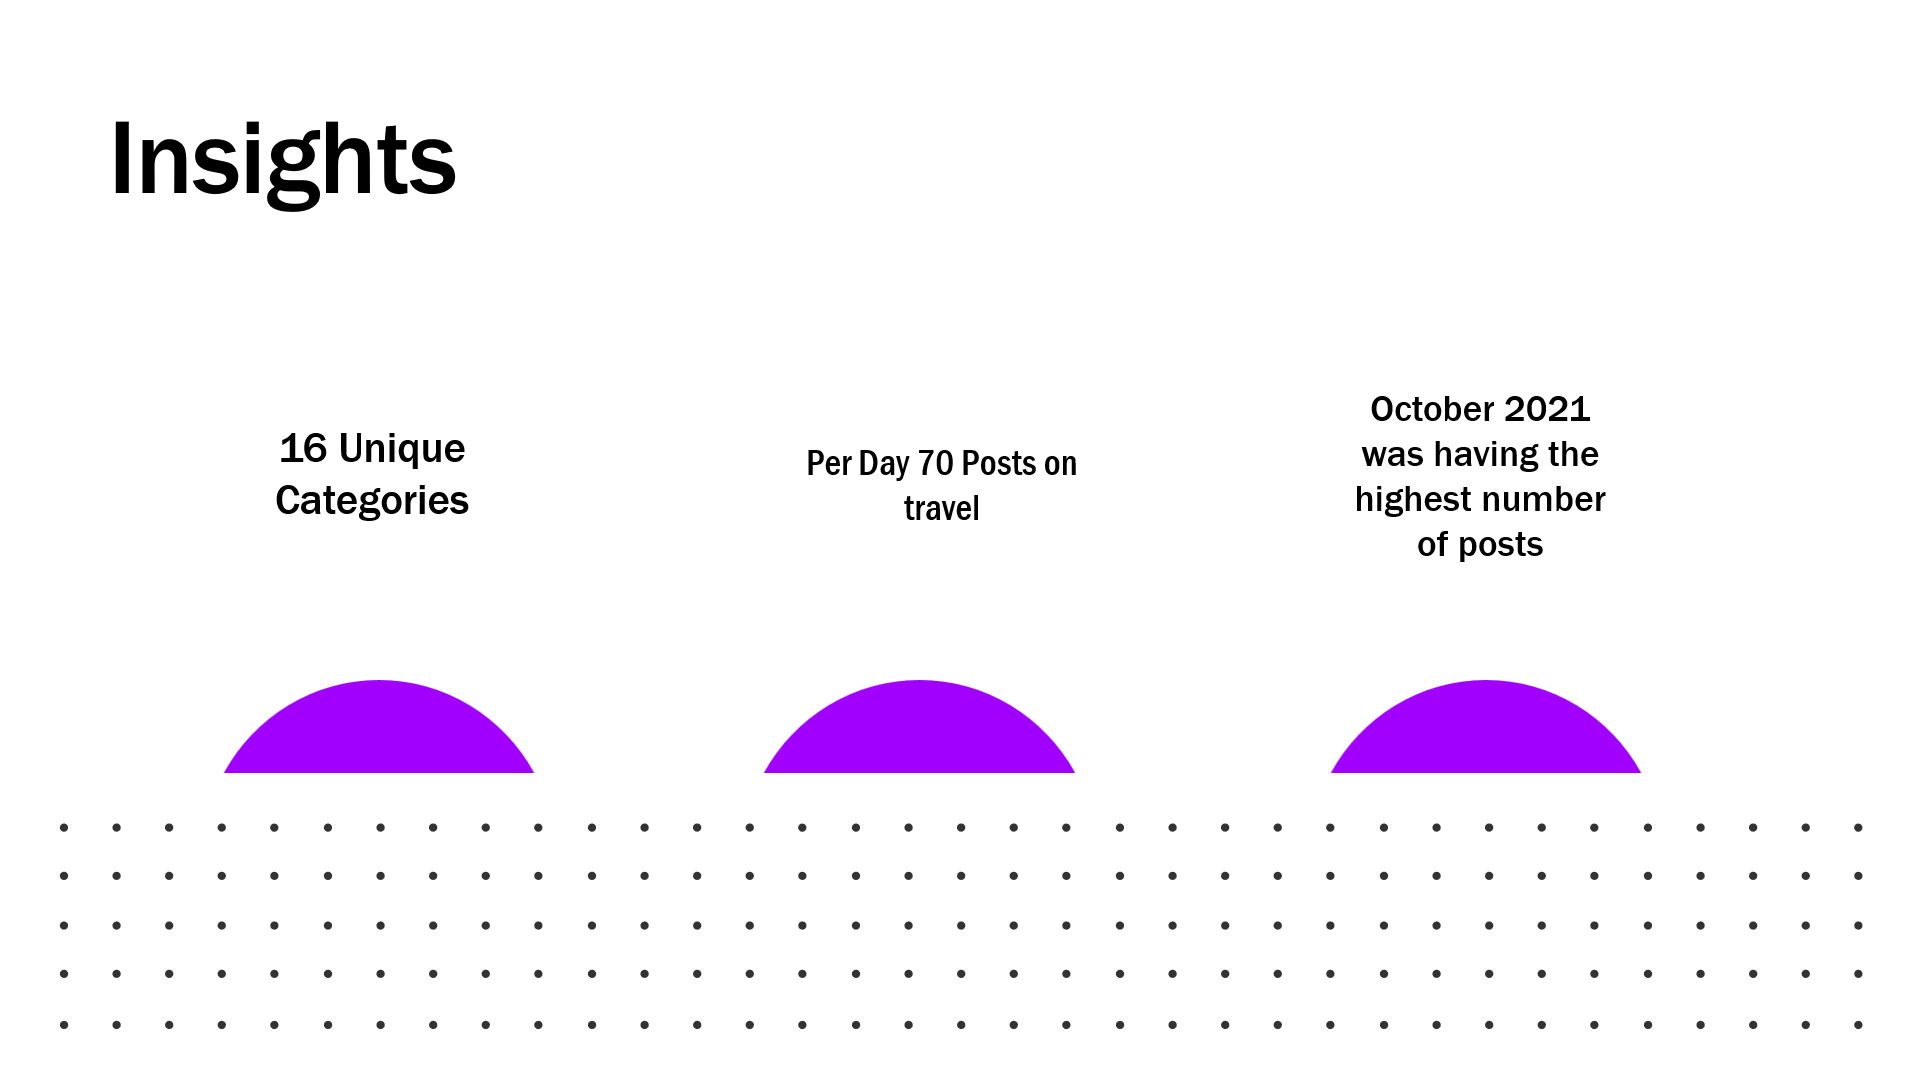 Insights
16 Unique
Categories
Per Day 70 Posts on
travel
October 2021
was having the
highest number
of posts